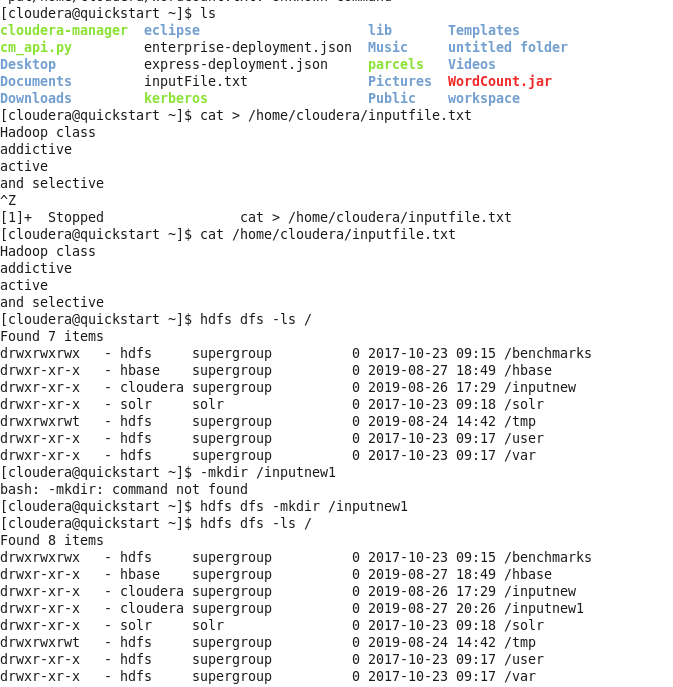 [cloudera@quickstart ~]$ ls
cloudera-manager  eclipse                     lib       Templates
cm_api.py         enterprise-deployment.json  Music     untitled folder
Desktop           express-deployment.json     parcels   Videos
Documents         inputFile.txt               Pictures  WordCount.jar
Downloads         kerberos                    Public    workspace
[cloudera@quickstart ~]$ cat > /home/cloudera/inputfile.txt
Hadoop class
addictive
active
and selective
^Z
[1]+  Stopped                 cat > /home/cloudera/inputfile.txt
[cloudera@quickstart ~]$ cat /home/cloudera/inputfile.txt
Hadoop class
addictive
active
and selective
[cloudera@quickstart ~]$ hdfs dfs -ls /
Found 7 items
drwxrwxrwx   - hdfs     supergroup          0 2017-10-23 09:15 /benchmarks
drwxr-xr-x   - hbase    supergroup          0 2019-08-27 18:49 /hbase
drwxr-xr-x   - cloudera supergroup          0 2019-08-26 17:29 /inputnew
drwxr-xr-x   - solr     solr                0 2017-10-23 09:18 /solr
drwxrwxrwt   - hdfs     supergroup          0 2019-08-24 14:42 /tmp
drwxr-xr-x   - hdfs     supergroup          0 2017-10-23 09:17 /user
drwxr-xr-x   - hdfs     supergroup          0 2017-10-23 09:17 /var
[cloudera@quickstart ~]$ -mkdir /inputnew1
bash: -mkdir: command not found
[cloudera@quickstart ~]$ hdfs dfs -mkdir /inputnew1
[cloudera@quickstart ~]$ hdfs dfs -ls /
Found 8 items
drwxrwxrwx   - hdfs     supergroup          0 2017-10-23 09:15 /benchmarks
drwxr-xr-x   - hbase    supergroup          0 2019-08-27 18:49 /hbase
drwxr-xr-x   - cloudera supergroup          0 2019-08-26 17:29 /inputnew
drwxr-xr-x   - cloudera supergroup          0 2019-08-27 20:26 /inputnew1
drwxr-xr-x   - solr     solr                0 2017-10-23 09:18 /solr
drwxrwxrwt   - hdfs     supergroup          0 2019-08-24 14:42 /tmp
drwxr-xr-x   - hdfs     supergroup          0 2017-10-23 09:17 /user
drwxr-xr-x   - hdfs     supergroup          0 2017-10-23 09:17 /var